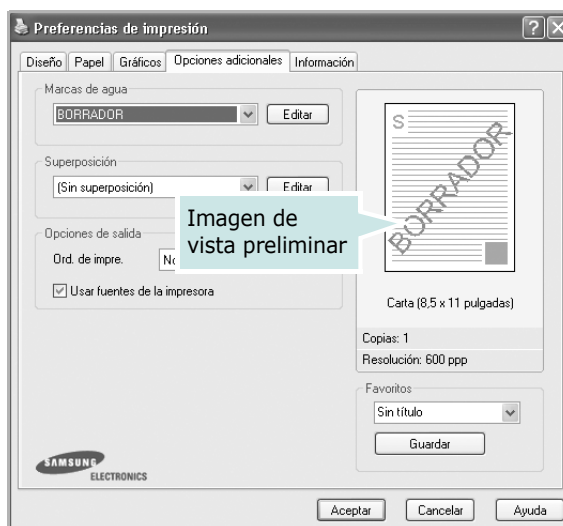 Preferencias de impresión
Diseño Papel Gráficos Opciones adicionales Información
Marcas de agua
BORRADOR Editar
Superposición
(Sin superposición) Editar
Opciones de salida
Ord. de impre.
Usar fuentes de la impresora
Imagen de
vista preliminar
S
BORRADOR
Carta (8,5 x 11 pulgadas)
Copias: 1
Resolución: 600 ppp
Favoritos
Sin título
Guardar
SAMSUNG
ELECTRONICS
Aceptar Cancelar Ayuda